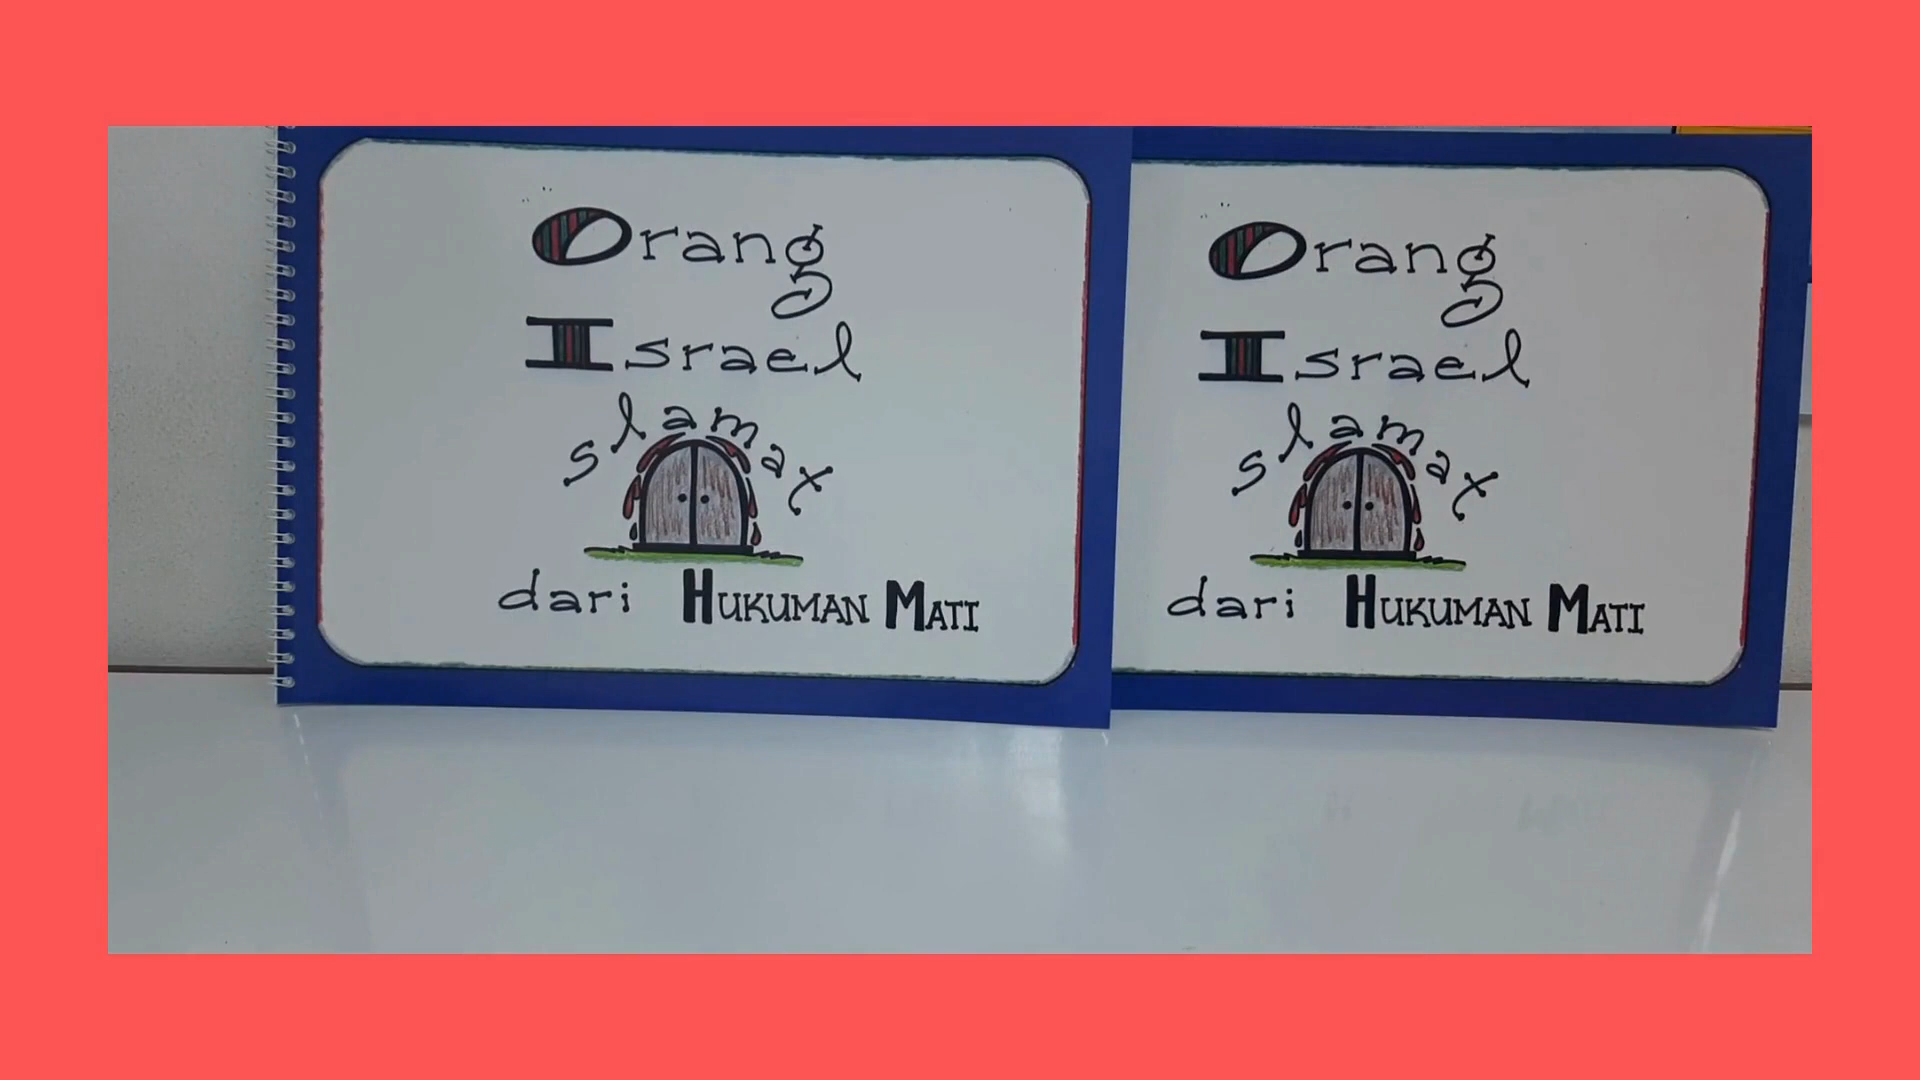 Orang
Israel
slamat
dari HUKUMAN MATI
Orang
Israel
slamat
dari HUKUMAN MATI